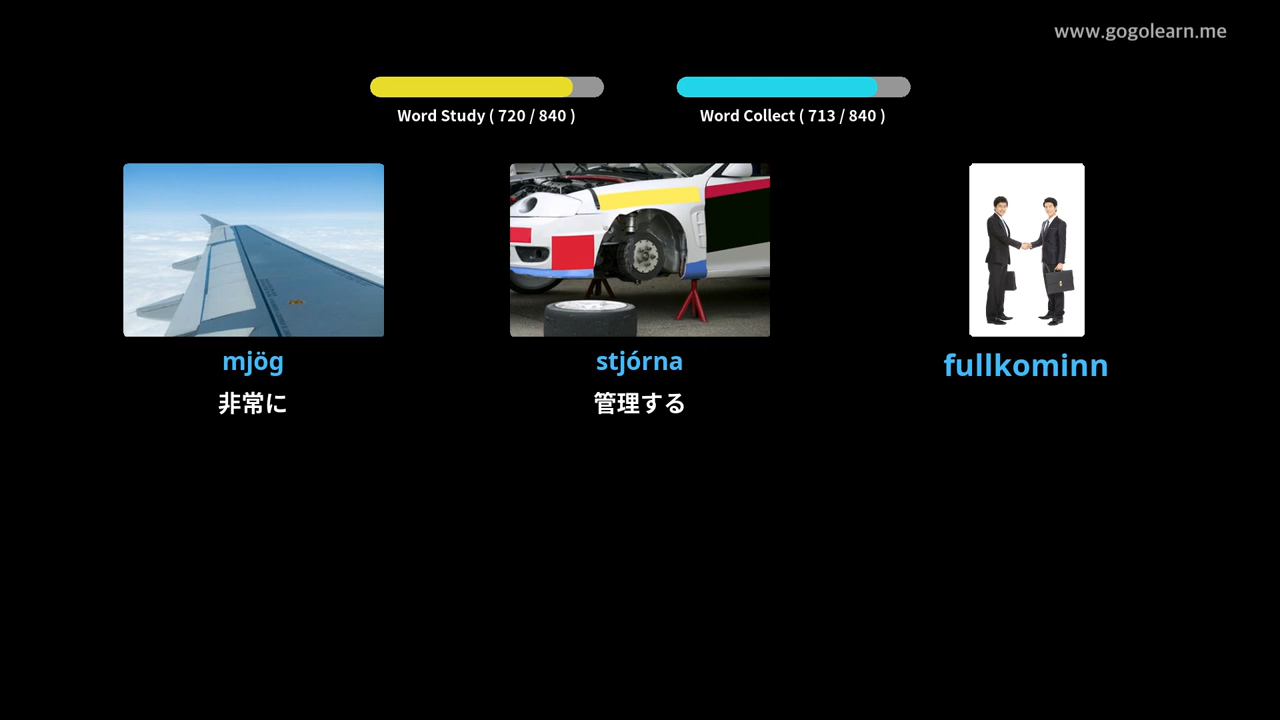 www.gogolearn.me
Word Study ( 720 / 840 )
Word Collect ( 713 / 840 )
mjög
stjórna
fullkominn
非常に
管理する